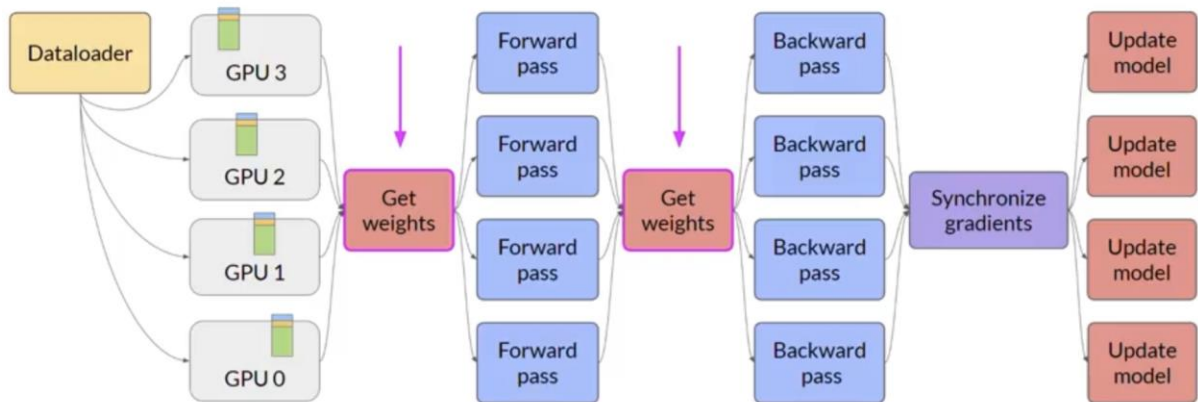 Dataloader
GPU 3
GPU 2
GPU 1
GPU 0
Get
weights
Forward
pass
Forward
pass
Forward
pass
Forward
pass
Get
weights
Backward
pass
Backward
pass
Backward
pass
Backward
pass
Synchronize
gradients
Update
model
Update
model
Update
model
Update
model